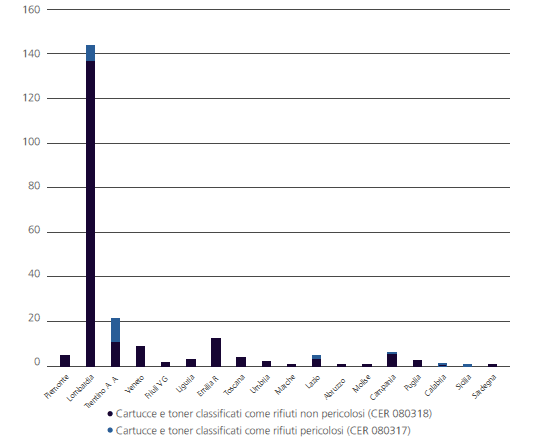 160
140
120
100
80
60
40
20
0
Piemonte
Lombardia
Trentino A A
Veneto
Friuli V G
Liguria
Emilia R
Toscana
Umbria
Marche
Lazio
Abruzzo
Molise
Campania
Puglia
Calabria
Sicilia
Sardegna
• Cartucce e toner classificati come rifiuti non pericolosi (CER 080318)
• Cartucce e toner classificati come rifiuti pericolosi (CER 080317)